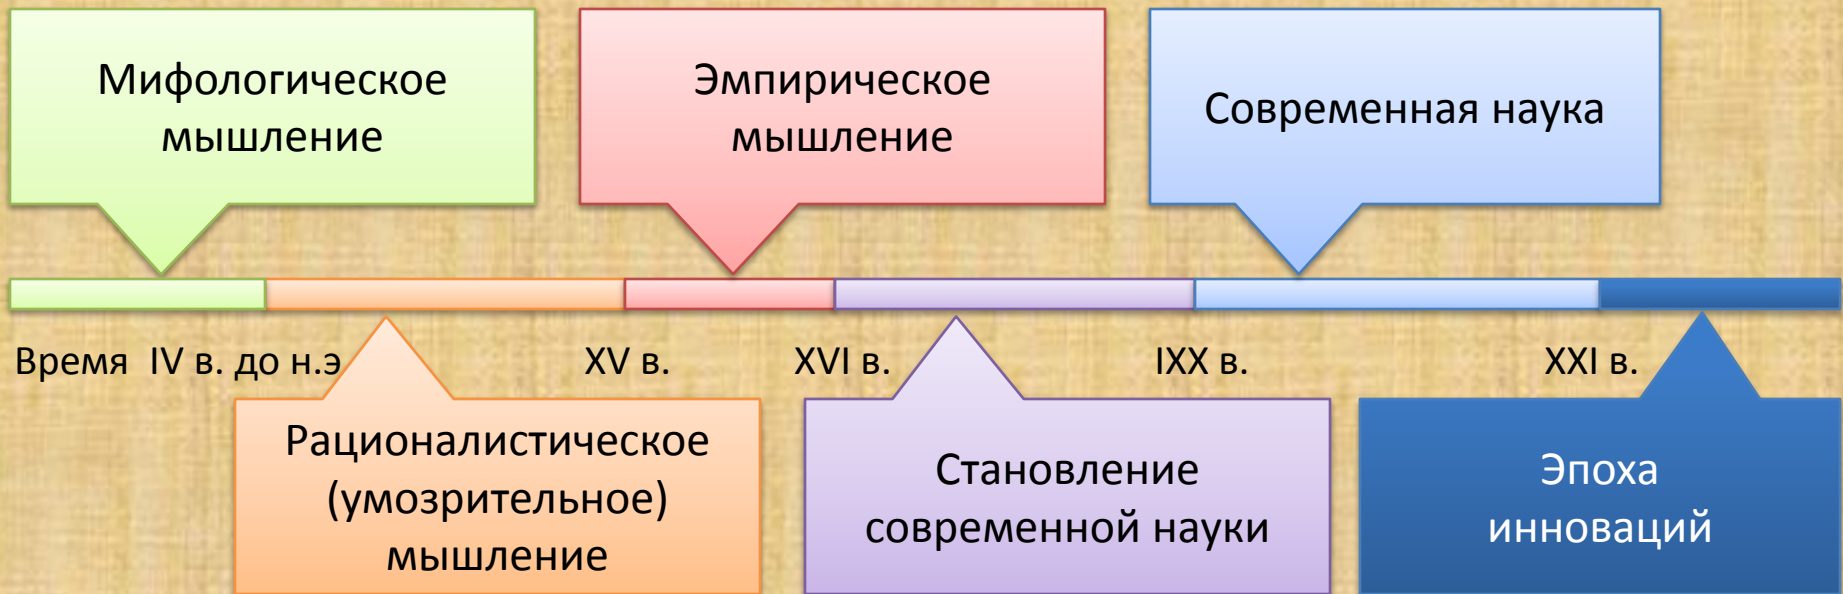 Мифологическое
мышление
Эмпирическое
мышление
Современная наука
Время IV в. до н.э
XV в.
XVI в.
IXX в.
XXI в.
Рационалистическое
(умозрительное)
мышление
Становление
современной науки
Эпоха
инноваций